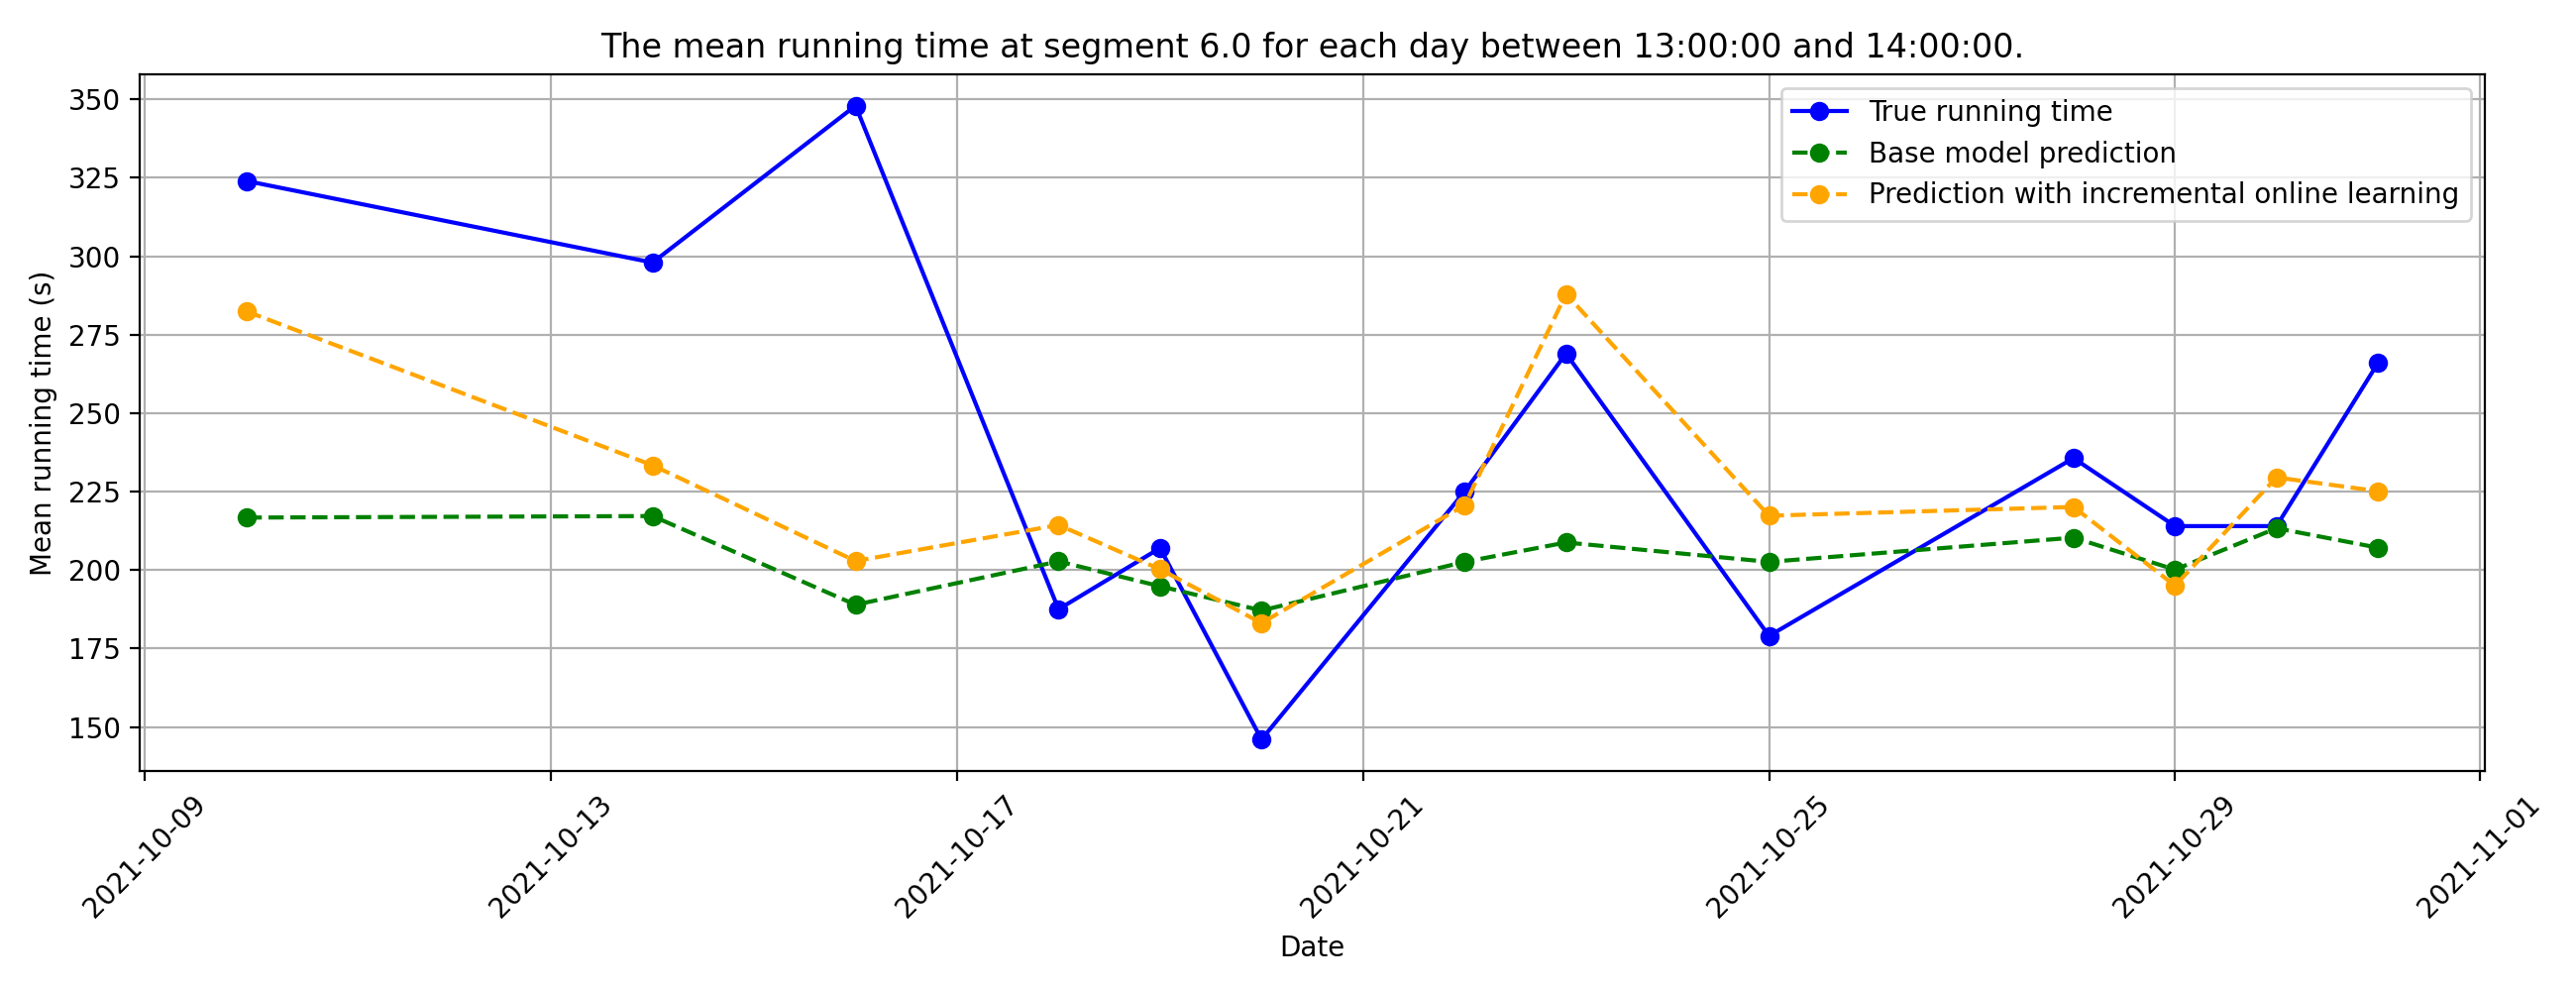 The mean running time at segment 6.0 for each day between 13:00:00 and 14:00:00.
True running time
Base model prediction
Prediction with incremental online learning
Mean running time (s)
350
325
300
275
250
225
200
175
150
2021-10-09
2021-10-13
2021-10-17
2021-10-21
2021-10-25
2021-10-29
2021-11-01
Date